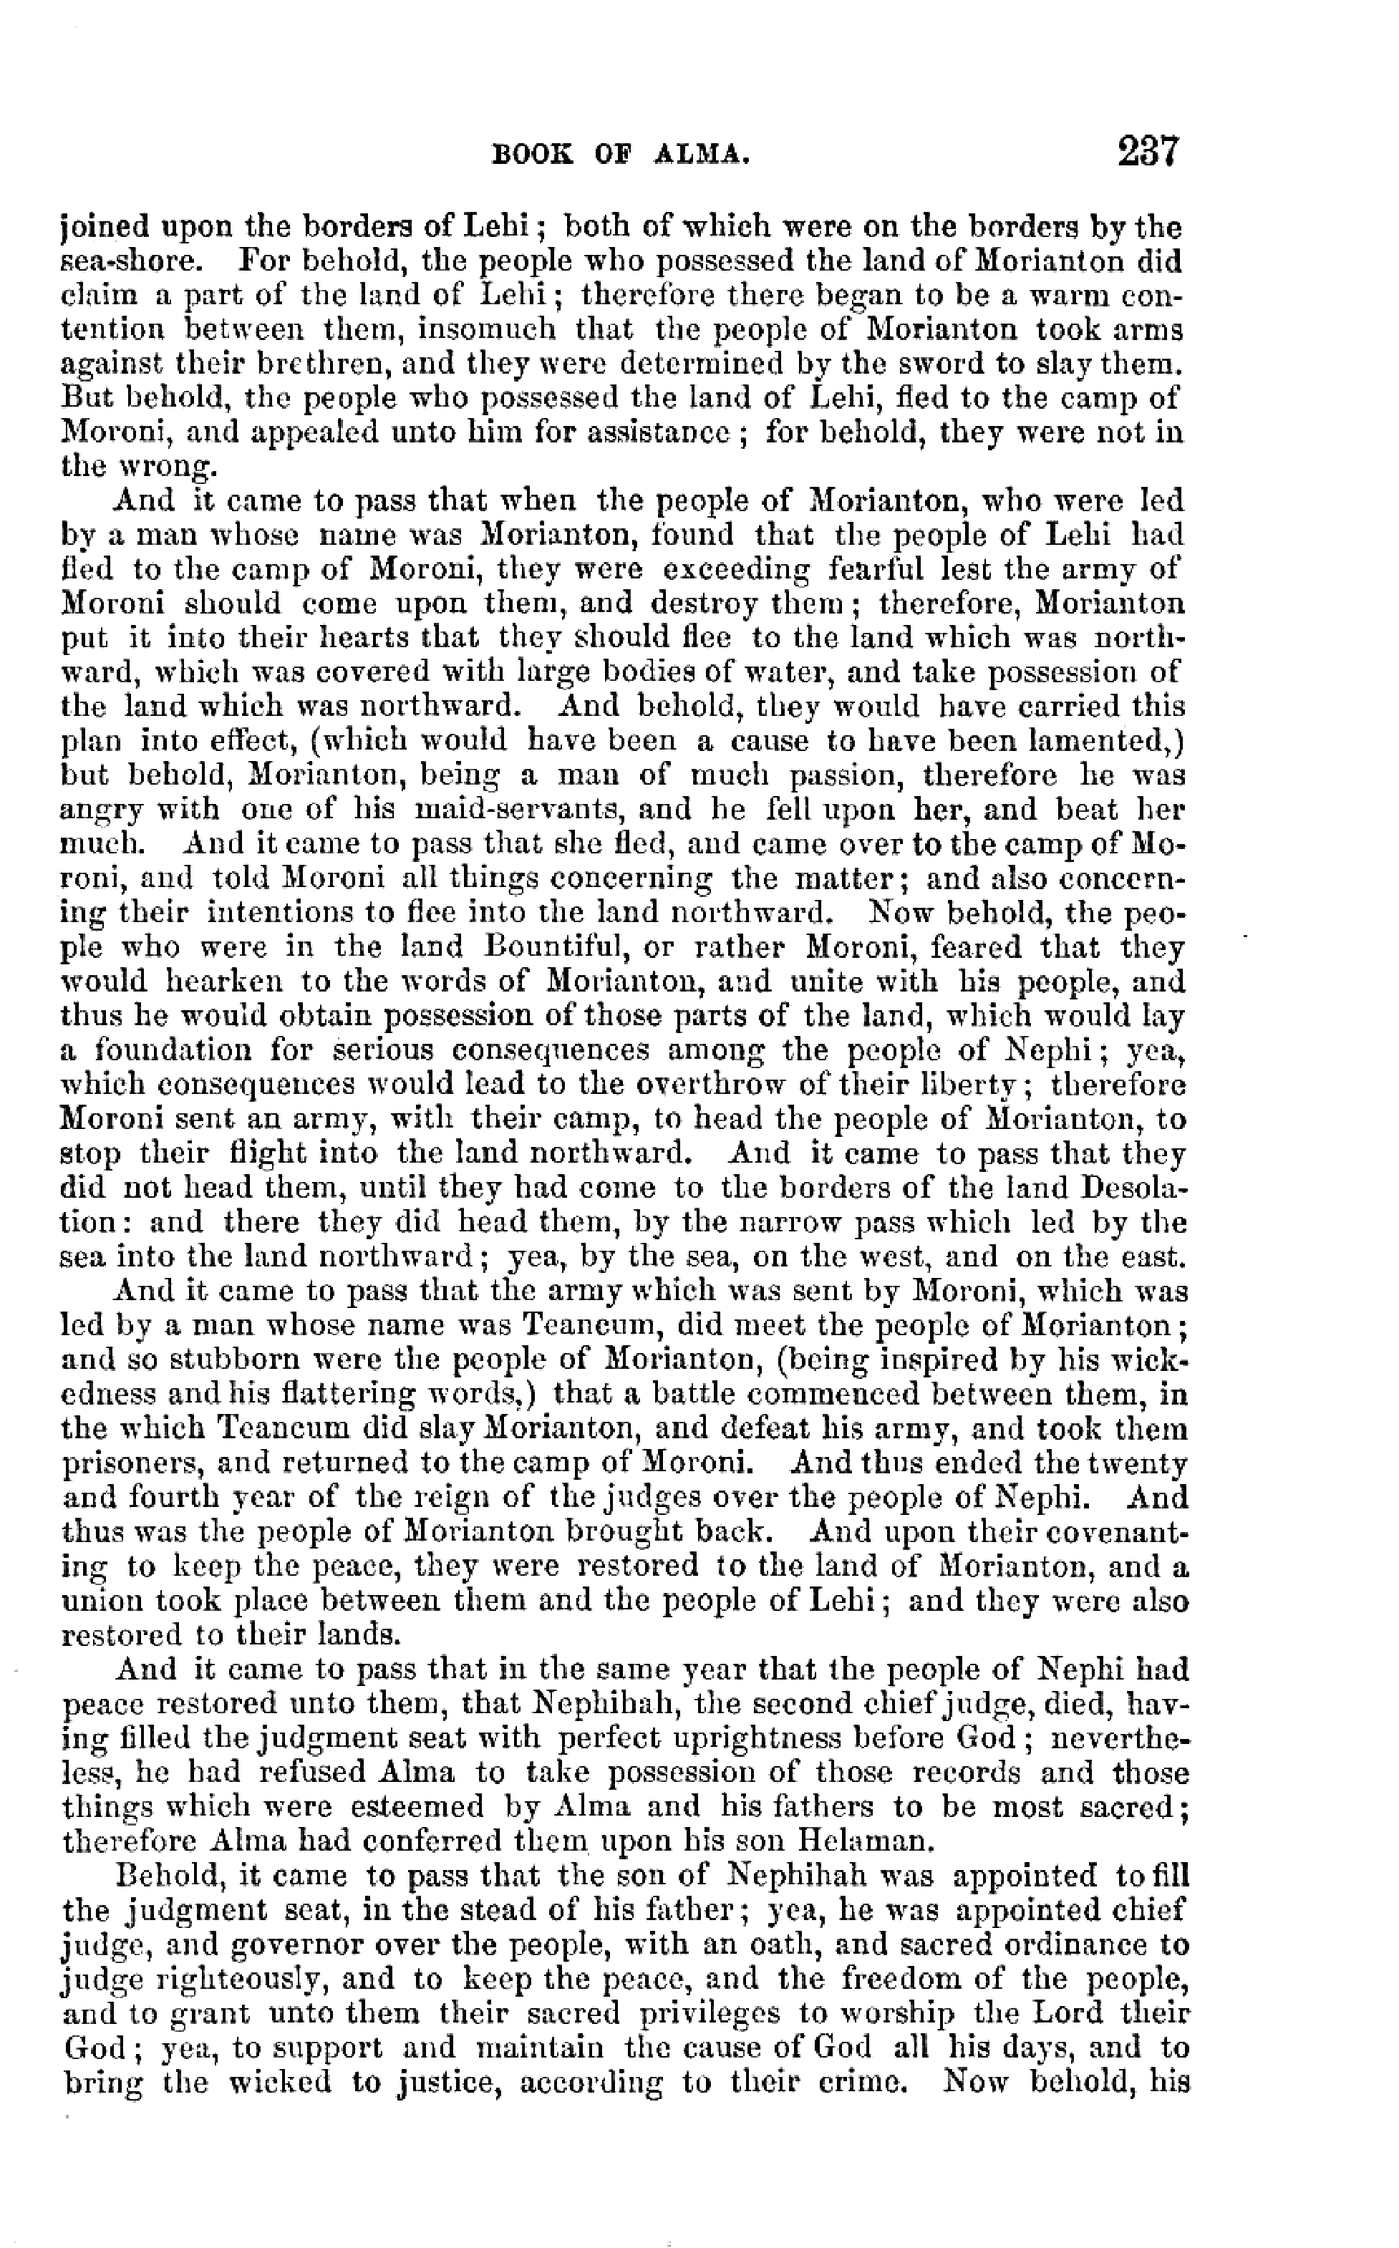 BOOK OF ALMA. 237
joined upon the borders of Lehi; both of which were on the borders by the
sea-shore. For behold, the people who possessed the land of Morianton did
claim a part of the land of Lehi; therefore there began to be a warm con-
tention between them, insomuch that the people of Morianton took arms
against their brethren, and they were determined by the sword to slay them.
But behold, the people who possessed the land of Lehi, fled to the camp of
Moroni, and appealed unto him for assistance; for behold, they were not in
the wrong.
And it came to pass that when the people of Morianton, who were led
by a man whose name was Morianton, found that the people of Lehi had
fled to the camp of Moroni, they were exceeding fearful lest the army of
Moroni should come upon them, and destroy them; therefore, Morianton
put it into their hearts that they should flee to the land which was north-
ward, which was covered with large bodies of water, and take possession of
the land which was northward. And behold, they would have carried this
plan into effect, (which would have been a cause to have been lamented,)
but behold, Morianton, being a man of much passion, therefore he was
angry with one of his maid-servants, and he fell upon her, and beat her
much. And it came to pass that she fled, and came over to the camp of Mo-
roni, and told Moroni all things concerning the matter; and also concern-
ing their intentions to flee into the land northward. Now behold, the peo-
ple who were in the land Bountiful, or rather Moroni, feared that they
would hearken to the words of Morianton, and unite with his people, and
thus he would obtain possession of those parts of the land, which would lay
a foundation for serious consequences among the people of Nephi; yea,
which consequences would lead to the overthrow of their liberty; therefore
Moroni sent an army, with their camp, to head the people of Morianton, to
stop their flight into the land northward. And it came to pass that they
did not head them, until they had come to the borders of the land Desola-
tion: and there they did head them, by the narrow pass which led by the
sea into the land northward; yea, by the sea, on the west, and on the east.
And it came to pass that the army which was sent by Moroni, which was
led by a man whose name was Teancum, did meet the people of Morianton;
and so stubborn were the people of Morianton, (being inspired by his wick-
edness and his flattering words,) that a battle commenced between them, in
the which Teancum did slay Morianton, and defeat his army, and took them
prisoners, and returned to the camp of Moroni. And thus ended the twenty
and fourth year of the reign of the judges over the people of Nephi. And
thus was the people of Morianton brought back. And upon their covenant-
ing to keep the peace, they were restored to the land of Morianton, and a
union took place between them and the people of Lehi; and they were also
restored to their lands.
And it came to pass that in the same year that the people of Nephi had
peace restored unto them, that Nephihah, the second chief judge, died, hav-
ing filled the judgment seat with perfect uprightness before God; neverthe-
less, he had refused Alma to take possession of those records and those
things which were esteemed by Alma and his fathers to be most sacred;
therefore Alma had conferred them upon his son Helaman.
Behold, it came to pass that the son of Nephihah was appointed to fill
the judgment seat, in the stead of his father; yea, he was appointed chief
judge, and governor over the people, with an oath, and sacred ordinance to
judge righteously, and to keep the peace, and the freedom of the people,
and to grant unto them their sacred privileges to worship the Lord their
God; yea, to support and maintain the cause of God all his days, and to
bring the wicked to justice, according to their crime. Now behold, his